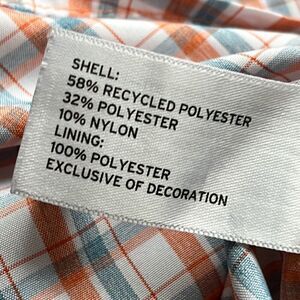 SHELL:
58% RECYCLED POLYESTER
32% POLYESTER
10% NYLON
LINING:
100% POLYESTER
EXCLUSIVE OF DECORATION